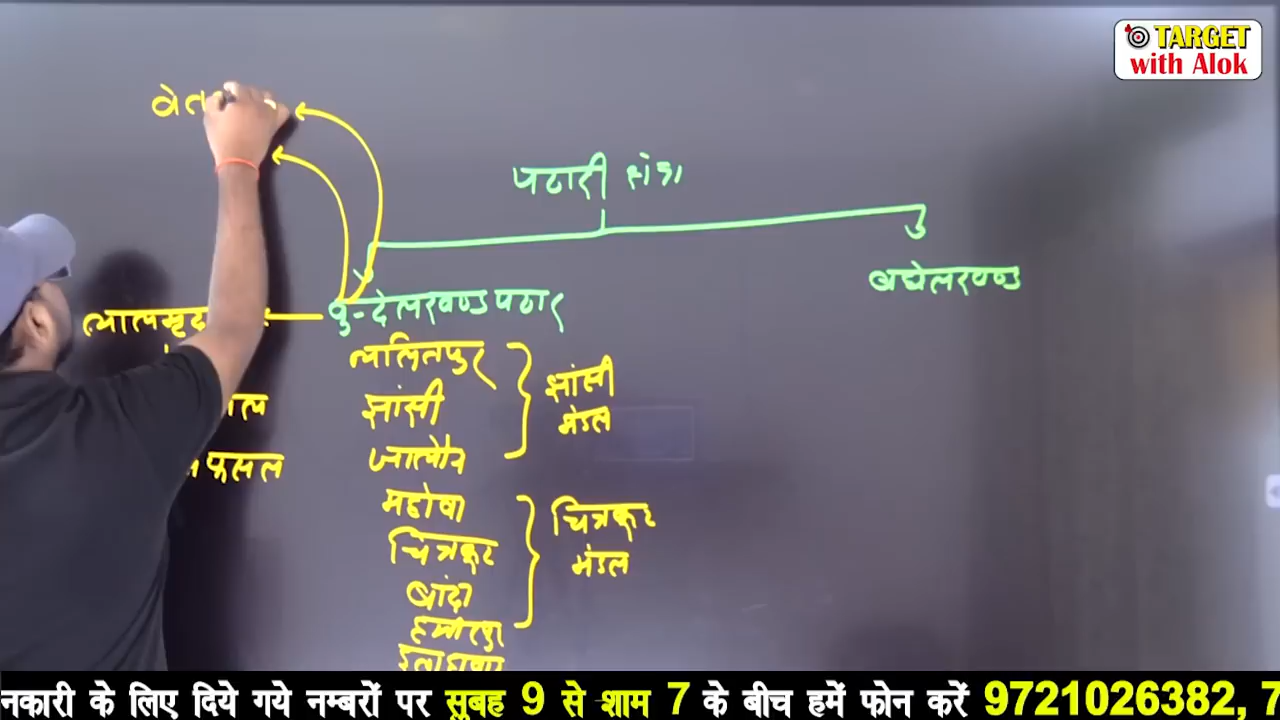 TARGET
with Alok
पठारी
बघेलखण्ड
बुन्देलखण्ड पठार
ललितपुर
झांसी
जालौन
झांसी
मंडल
महोबा
चित्रकूट
बांदा
हमीरपुर
चित्रकूट
मंडल
फसल
नकारी के लिए दिये गये नम्बरों पर सुबह 9 से शाम 7 के बीच हमें फोन करें 9721026382, 7